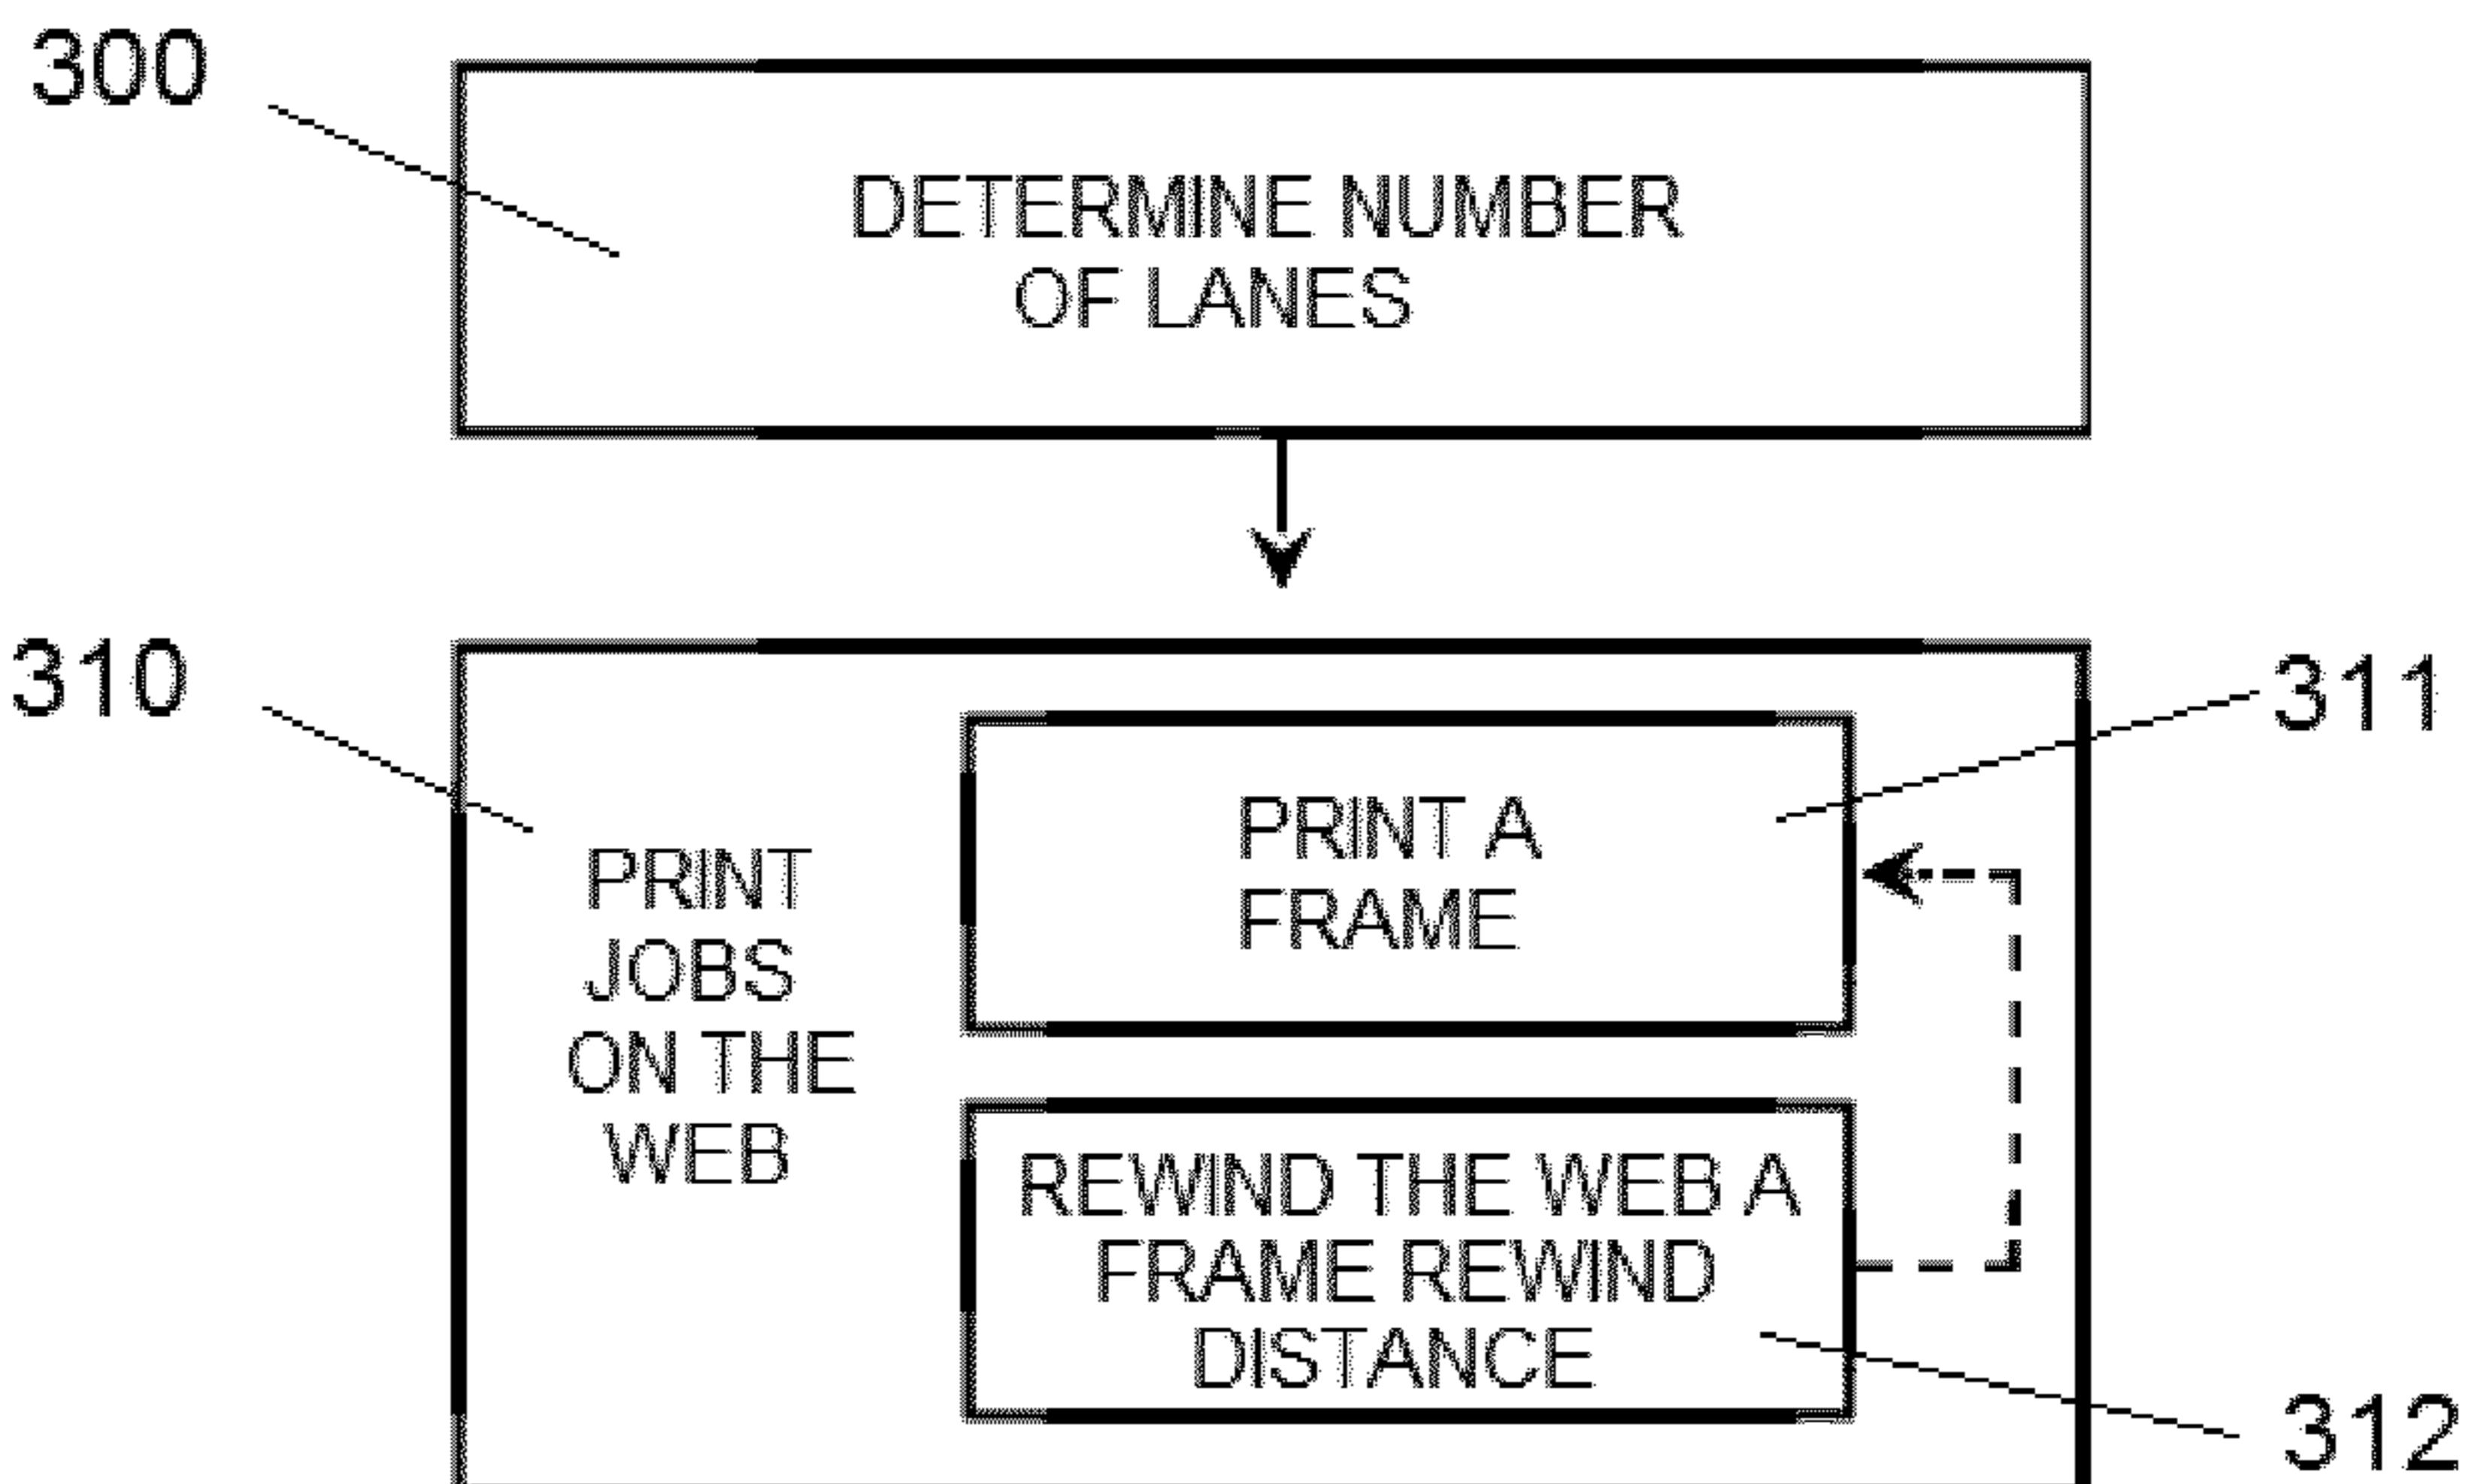 300
DETERMINE NUMBER
OF LANES
310
311
PRINT
JOBS
ON THE
WEB
PRINT A
FRAME
REWIND THE WEB A
FRAME REWIND
DISTANCE
312